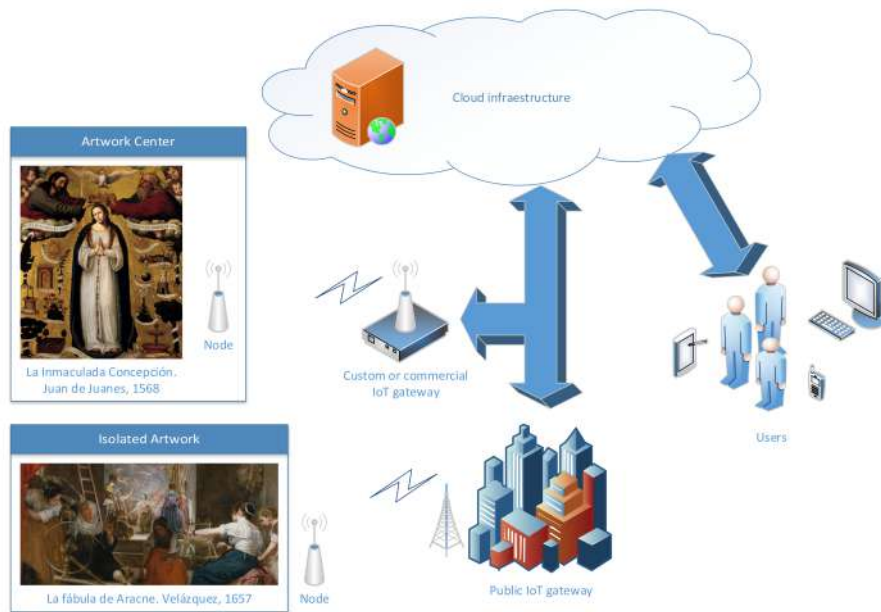 Cloud infraestructure
Artwork Center
Node
La Inmaculada Concepción.
Juan de Juanes, 1568
Custom or commercial
IoT gateway
Users
Isolated Artwork
La fábula de Aracne. Velázquez, 1657
Node
Public IoT gateway